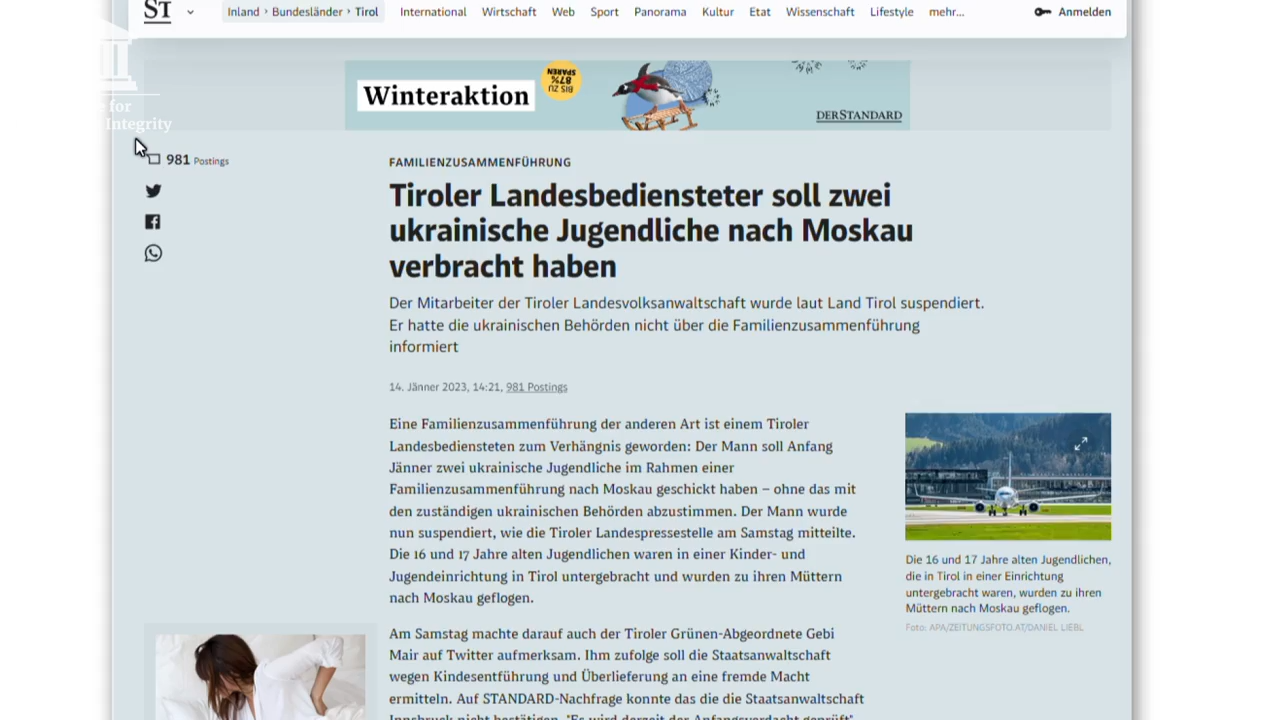 ST
Inland › Bundesländer › Tirol International Wirtschaft Web Sport Panorama Kultur Etat Wissenschaft Lifestyle mehr... Anmelden
Winteraktion
BIS ZU
87%
SPAREN
DERSTANDARD
e for
Integrity
981 Postings
FAMILIENZUSAMMENFÜHRUNG
Tiroler Landesbediensteter soll zwei
ukrainische Jugendliche nach Moskau
verbracht haben
Der Mitarbeiter der Tiroler Landesvolksanwaltschaft wurde laut Land Tirol suspendiert.
Er hatte die ukrainischen Behörden nicht über die Familienzusammenführung
informiert
14. Jänner 2023, 14:21, 981 Postings
Eine Familienzusammenführung der anderen Art ist einem Tiroler
Landesbediensteten zum Verhängnis geworden: Der Mann soll Anfang
Jänner zwei ukrainische Jugendliche im Rahmen einer
Familienzusammenführung nach Moskau geschickt haben – ohne das mit
den zuständigen ukrainischen Behörden abzustimmen. Der Mann wurde
nun suspendiert, wie die Tiroler Landespressestelle am Samstag mitteilte.
Die 16 und 17 Jahre alten Jugendlichen waren in einer Kinder- und
Jugendeinrichtung in Tirol untergebracht und wurden zu ihren Müttern
nach Moskau geflogen.
Die 16 und 17 Jahre alten Jugendlichen,
die in Tirol in einer Einrichtung
untergebracht waren, wurden zu ihren
Müttern nach Moskau geflogen.
Foto: APA/ZEITUNGSFOTO.AT/DANIEL LIEBL
Am Samstag machte darauf auch der Tiroler Grünen-Abgeordnete Gebi
Mair auf Twitter aufmerksam. Ihm zufolge soll die Staatsanwaltschaft
wegen Kindesentführung und Überlieferung an eine fremde Macht
ermitteln. Auf STANDARD-Nachfrage konnte das die die Staatsanwaltschaft
Innsbruck nicht bestätigen. "Es wird derzeit der Anfangsverdacht geprüft",